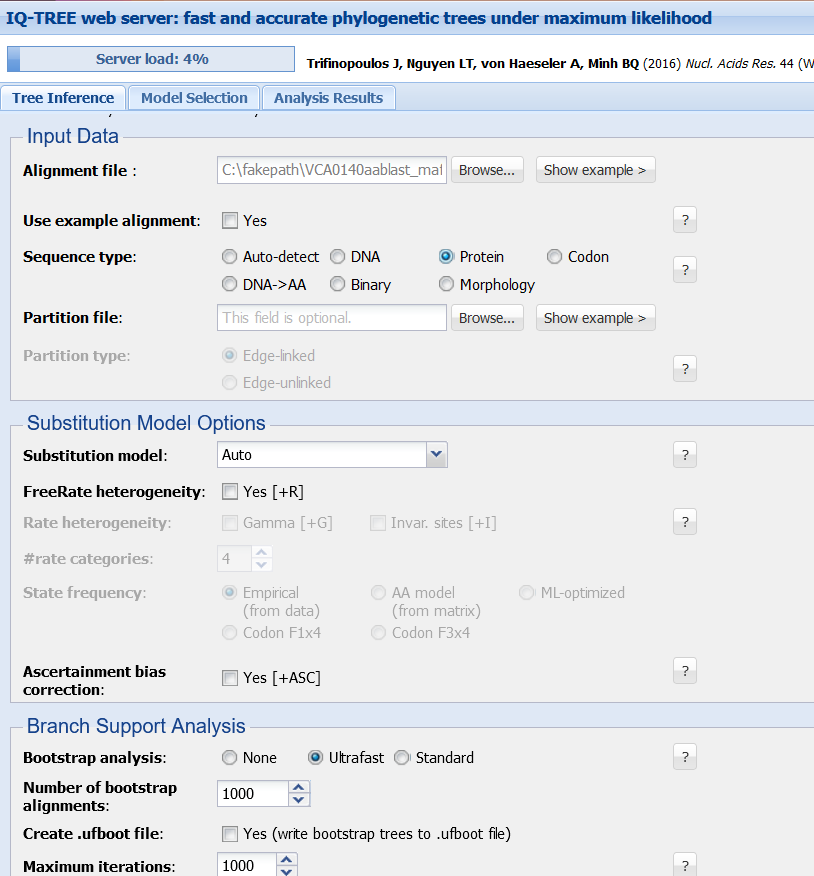 IQ-TREE web server: fast and accurate phylogenetic trees under maximum likelihood
Server load: 4%
Trifinopoulos J, Nguyen LT, von Haeseler A, Minh BQ (2016) Nucl. Acids Res. 44 (W
Tree Inference Model Selection Analysis Results
Input Data
Alignment file : C:\fakepath\VCA0140aablast_maf Browse... Show example >
Use example alignment: Yes ?
Sequence type: Auto-detect DNA Protein Codon
?
DNA->AA Binary Morphology
Partition file: This field is optional. Browse... Show example >
Partition type: Edge-linked
?
Edge-unlinked
Substitution Model Options
Substitution model: Auto ?
FreeRate heterogeneity: Yes [+R]
Rate heterogeneity: Gamma [+G] Invar. sites [+I] ?
#rate categories: 4
State frequency: Empirical AA model ML-optimized
(from data) (from matrix)
Codon F1x4 Codon F3x4
Ascertainment bias
correction: Yes [+ASC] ?
Branch Support Analysis
Bootstrap analysis: None Ultrafast Standard ?
Number of bootstrap
alignments: 1000
Create .ufboot file: Yes (write bootstrap trees to .ufboot file)
Maximum iterations: 1000 ?